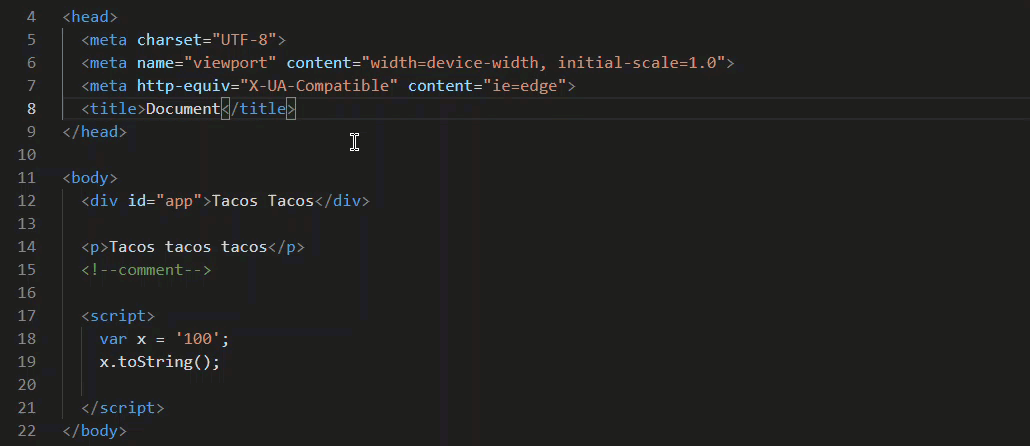 4 <head>
5 <meta charset="UTF-8">
6 <meta name="viewport" content="width=device-width, initial-scale=1.0">
7 <meta http-equiv="X-UA-Compatible" content="ie=edge">
8 <title>Document</title>
9 </head>
10
11 <body>
12 <div id="app">Tacos Tacos</div>
13
14 <p>Tacos tacos tacos</p>
15 <!--comment-->
16
17 <script>
18 var x = '100';
19 x.toString();
20
21 </script>
22 </body>